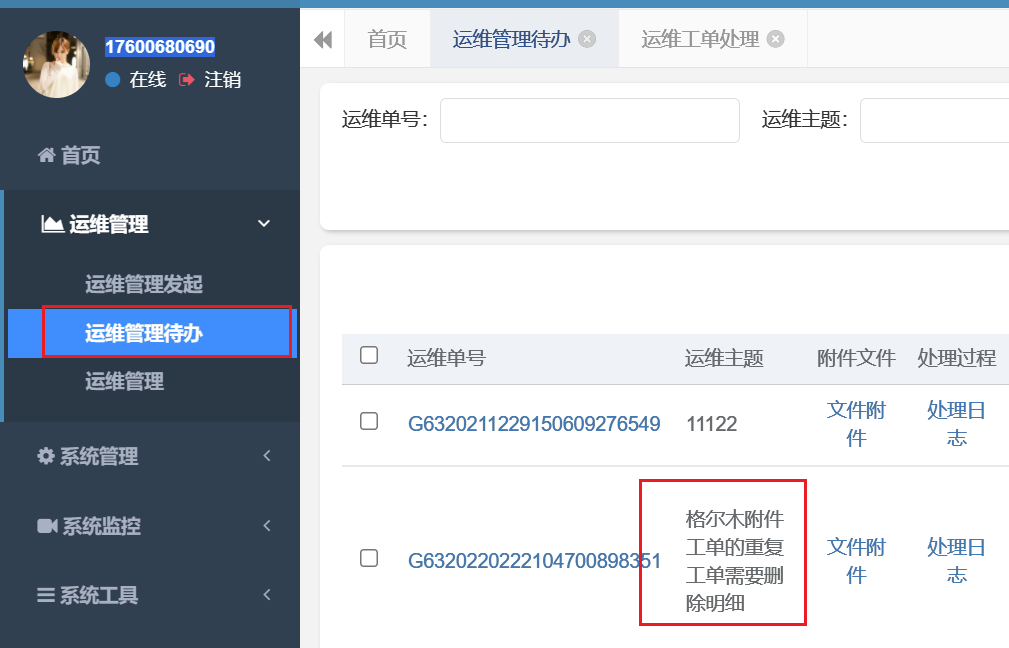 17600680690
在线 注销
首页
运维管理
运维管理发起
运维管理待办
运维管理
系统管理
系统监控
系统工具
首页 运维管理待办 运维工单处理
运维单号： 运维主题：
运维单号 运维主题 附件文件 处理过程
G6320211229150609276549 11122 文件附
件 处理日
志
G6320220222104700898351 格尔木附件
工单的重复
工单需要删
除明细 文件附
件 处理日
志